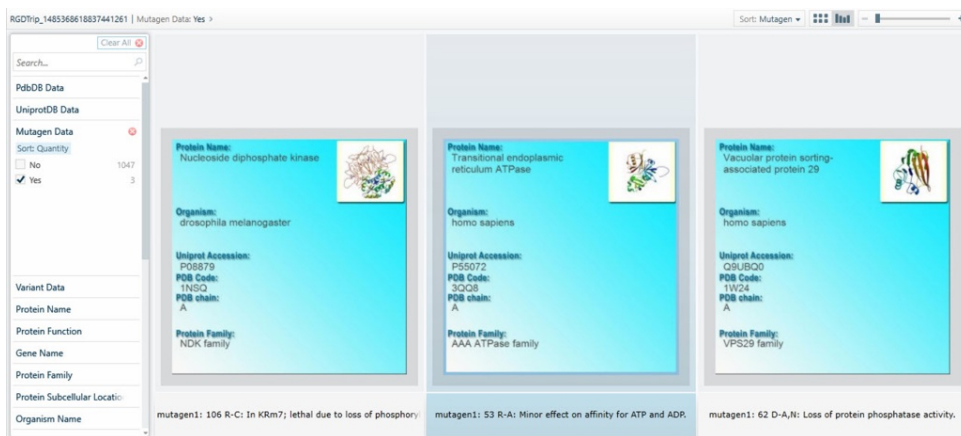 RGDTrip_1485368618837441261 | Mutagen Data: Yes >
Sort: Mutagen
Clear All
Search...
PdbDB Data
UniprotDB Data
Mutagen Data
Sort: Quantity
No 1047
Yes 3
Variant Data
Protein Name
Protein Function
Gene Name
Protein Family
Protein Subcellular Locatio
Organism Name
Protein Name:
Nucleoside diphosphate kinase
Organism:
drosophila melanogaster
Uniprot Accession:
P08879
PDB Code:
1NSQ
PDB chain:
A
Protein Family:
NDK family
mutagen1: 106 R-C: In KRm7; lethal due to loss of phosphoryl
Protein Name:
Transitional endoplasmic
reticulum ATPase
Organism:
homo sapiens
Uniprot Accession:
P55072
PDB Code:
3QQ8
PDB chain:
A
Protein Family:
AAA ATPase family
mutagen1: 53 R-A: Minor effect on affinity for ATP and ADP.
Protein Name:
Vacuolar protein sorting-
associated protein 29
Organism:
homo sapiens
Uniprot Accession:
Q9UBQ0
PDB Code:
1W24
PDB chain:
A
Protein Family:
VPS29 family
mutagen1: 62 D-A,N: Loss of protein phosphatase activity.